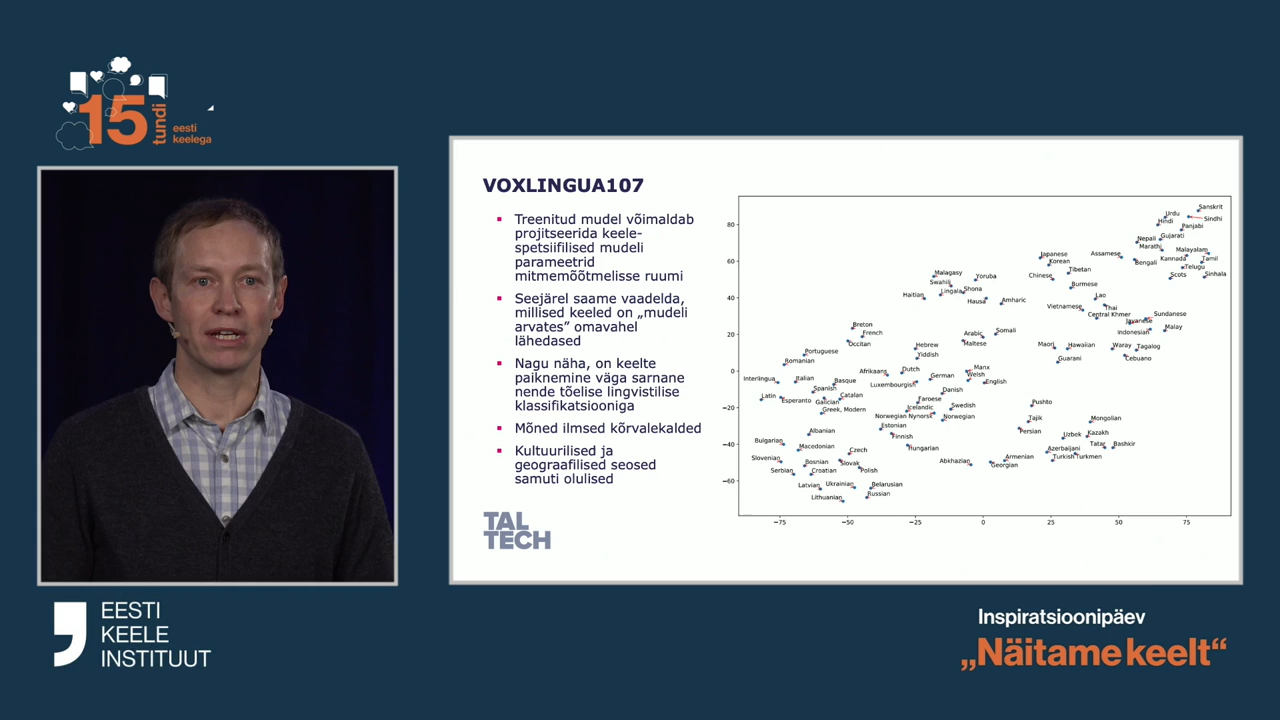 15
tundi
eesti
keelega
VOXLINGUA107
Treenitud mudel võimaldab
projitseerida keele-
spetsiifilised mudeli
parameetrid
mitmemõõtmelisse ruumi
Seejärel saame vaadelda,
millised keeled on „mudeli
arvates” omavahel
lähedased
Nagu näha, on keelte
paiknemine väga sarnane
nende tõelise lingvistilise
klassifikatsiooniga
Mõned ilmsed kõrvalekalded
Kultuurilised ja
geograafilised seosed
samuti olulised
TAL
TECH
Sanskrit
Urdu
Sindhi
Hindi
Panjabi
Nepali
Gujarati
Marathi
Malayalam
Japanese
Assamese
Kannada
Tamil
Korean
Bengali
Telugu
Chinese
Tibetan
Scots
Sinhala
Malagasy
Yoruba
Swahili
Burmese
Lingala
Shona
Haitian
Hausa
Amharic
Lao
Vietnamese
Thai
Central Khmer
Sundanese
Javanese
Breton
Malay
French
Arabic
Somali
Indonesian
Occitan
Maltese
Hebrew
Maori
Hawaiian
Waray
Tagalog
Portuguese
Yiddish
Cebuano
Romanian
Guarani
Afrikaans
Dutch
Manx
Interlingua
Italian
Basque
German
Welsh
Luxembourgish
English
Spanish
Catalan
Danish
Latin
Esperanto
Galician
Faroese
Greek, Modern
Icelandic
Swedish
Pushto
Norwegian Nynorsk
Norwegian
Tajik
Mongolian
Estonian
Albanian
Persian
Finnish
Uzbek
Kazakh
Bulgarian
Macedonian
Tatar
Bashkir
Czech
Hungarian
Azerbaijani
Slovenian
Bosnian
Slovak
Abkhazian
Armenian
Turkish
Turkmen
Serbian
Croatian
Polish
Georgian
Latvian
Ukrainian
Belarusian
Lithuanian
Russian
80
60
40
20
0
−20
−40
−60
−75
−50
−25
0
25
50
75
EESTI
KEELE
INSTITUUT
Inspiratsioonipäev
„Näitame keelt“